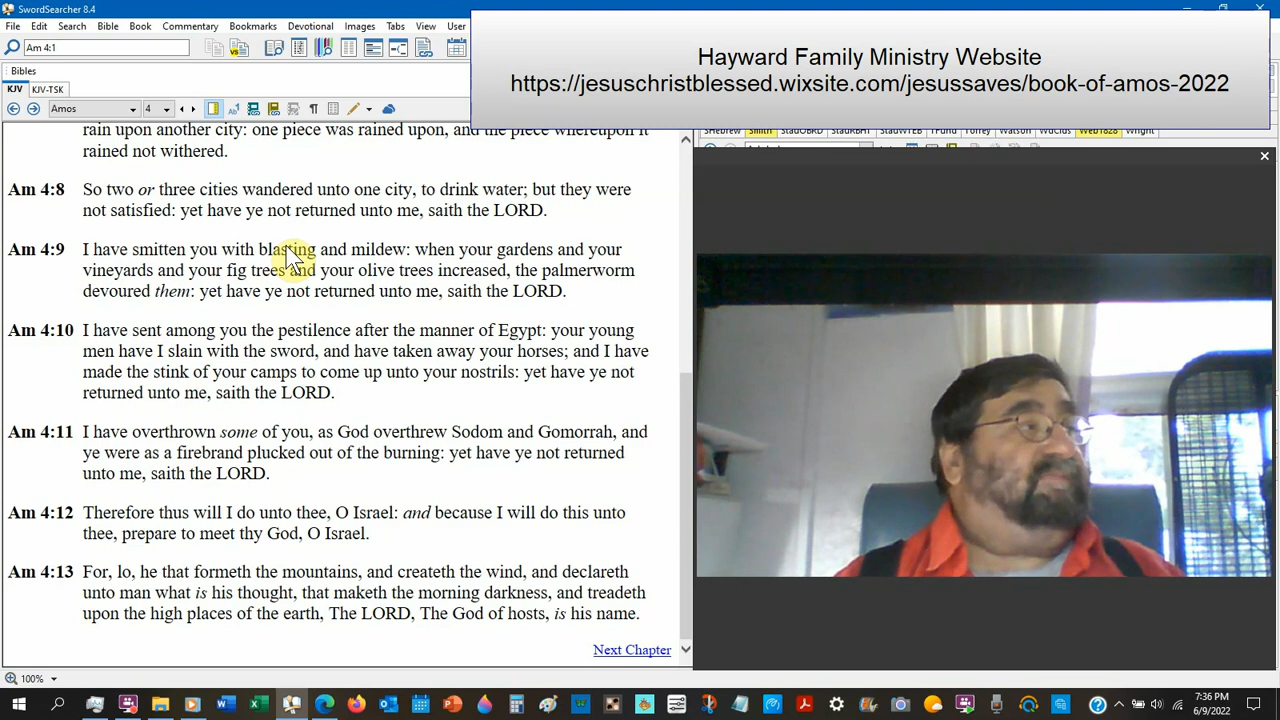 SwordSearcher 8.4
File Edit Search Bible Book Commentary Bookmarks Devotional Images Tabs View User
Am 4:1
Hayward Family Ministry Website
https://jesuschristblessed.wixsite.com/jesussaves/book-of-amos-2022
Bibles
KJV KJV-TSK
Amos 4
SHebrew Smith StauOBRD StauRBHT StauWTEB TFund Torrey Watson WdClds Web1828 Wright
rain upon another city: one piece was rained upon, and the piece whereupon it
rained not withered.
Am 4:8 So two or three cities wandered unto one city, to drink water; but they were
not satisfied: yet have ye not returned unto me, saith the LORD.
Am 4:9 I have smitten you with blasting and mildew: when your gardens and your
vineyards and your fig trees and your olive trees increased, the palmerworm
devoured them: yet have ye not returned unto me, saith the LORD.
Am 4:10 I have sent among you the pestilence after the manner of Egypt: your young
men have I slain with the sword, and have taken away your horses; and I have
made the stink of your camps to come up unto your nostrils: yet have ye not
returned unto me, saith the LORD.
Am 4:11 I have overthrown some of you, as God overthrew Sodom and Gomorrah, and
ye were as a firebrand plucked out of the burning: yet have ye not returned
unto me, saith the LORD.
Am 4:12 Therefore thus will I do unto thee, O Israel: and because I will do this unto
thee, prepare to meet thy God, O Israel.
Am 4:13 For, lo, he that formeth the mountains, and createth the wind, and declareth
unto man what is his thought, that maketh the morning darkness, and treadeth
upon the high places of the earth, The LORD, The God of hosts, is his name.
Next Chapter
100%
7:36 PM
6/9/2022